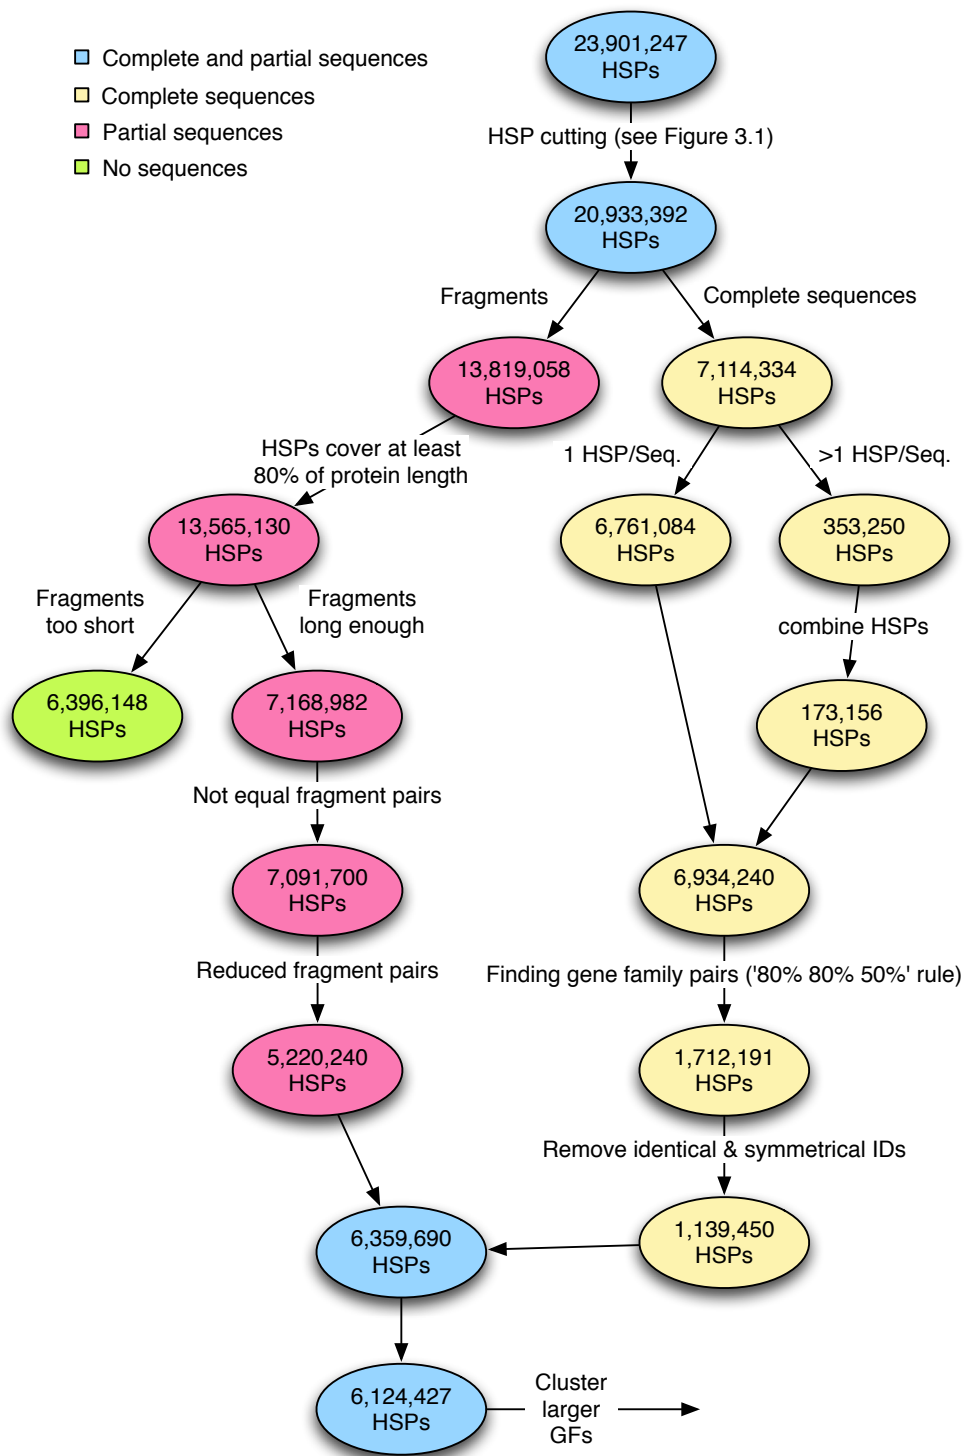 Complete and partial sequences
Complete sequences
Partial sequences
No sequences
23,901,247
HSPs
HSP cutting (see Figure 3.1)
20,933,392
HSPs
Fragments
Complete sequences
13,819,058
HSPs
7,114,334
HSPs
HSPs cover at least
80% of protein length
1 HSP/Seq.
>1 HSP/Seq.
13,565,130
HSPs
6,761,084
HSPs
353,250
HSPs
Fragments
too short
Fragments
long enough
combine HSPs
6,396,148
HSPs
7,168,982
HSPs
173,156
HSPs
Not equal fragment pairs
7,091,700
HSPs
6,934,240
HSPs
Reduced fragment pairs
Finding gene family pairs ('80% 80% 50%' rule)
5,220,240
HSPs
1,712,191
HSPs
Remove identical & symmetrical IDs
6,359,690
HSPs
1,139,450
HSPs
6,124,427
HSPs
Cluster
larger
GFs